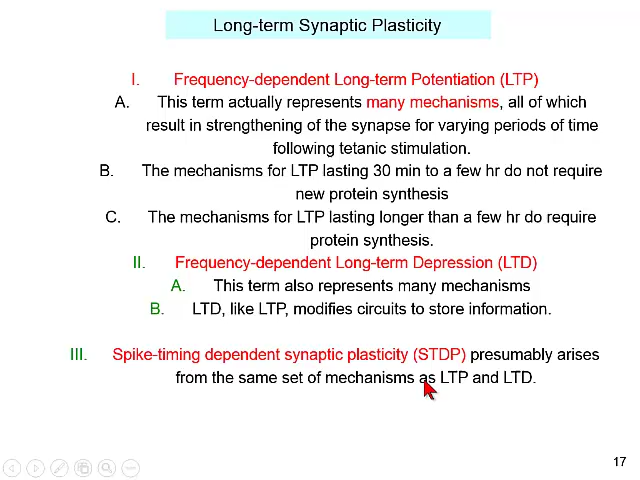 Long-term Synaptic Plasticity
I. Frequency-dependent Long-term Potentiation (LTP)
A. This term actually represents many mechanisms, all of which
result in strengthening of the synapse for varying periods of time
following tetanic stimulation.
B. The mechanisms for LTP lasting 30 min to a few hr do not require
new protein synthesis
C. The mechanisms for LTP lasting longer than a few hr do require
protein synthesis.
II. Frequency-dependent Long-term Depression (LTD)
A. This term also represents many mechanisms
B. LTD, like LTP, modifies circuits to store information.
III. Spike-timing dependent synaptic plasticity (STDP) presumably arises
from the same set of mechanisms as LTP and LTD.
17